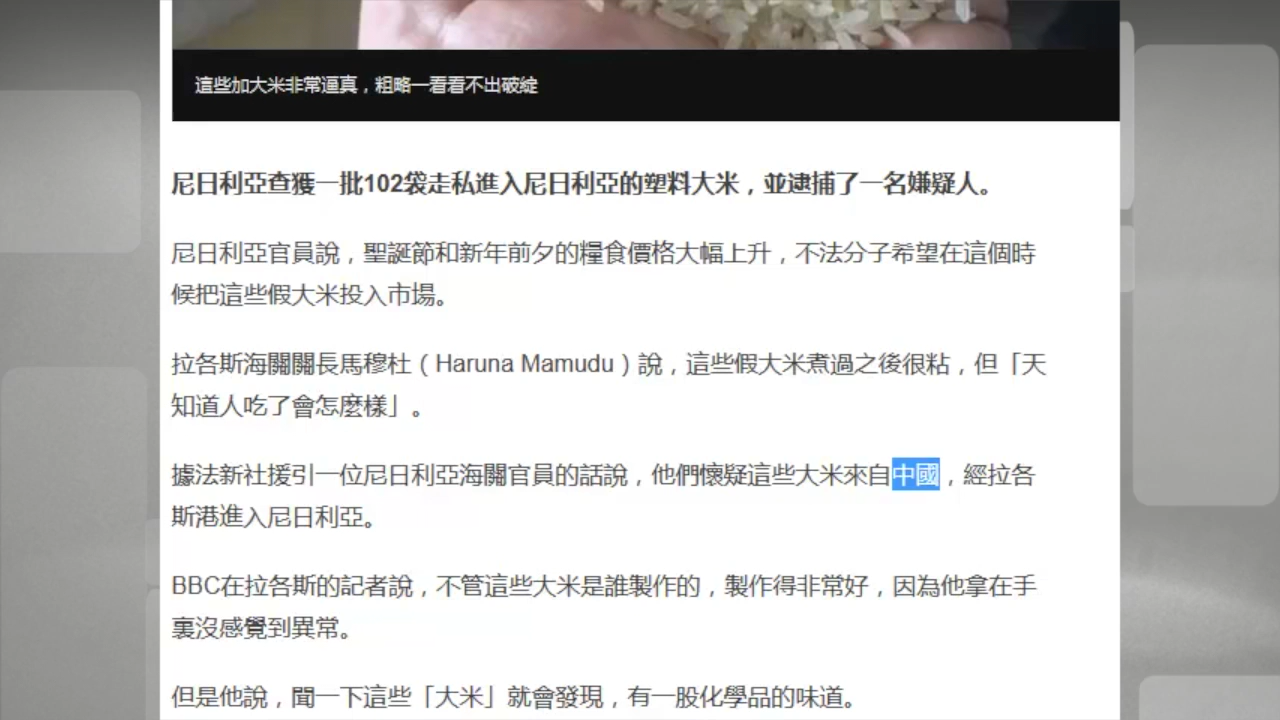 這些加大米非常逼真，粗略一看看不出破綻
尼日利亞查獲一批102袋走私進入尼日利亞的塑料大米，並逮捕了一名嫌疑人。
尼日利亞官員說，聖誕節和新年前夕的糧食價格大幅上升，不法分子希望在這個時
候把這些假大米投入市場。
拉各斯海關關長馬穆杜（Haruna Mamudu）說，這些假大米煮過之後很粘，但「天
知道人吃了會怎麼樣」。
據法新社援引一位尼日利亞海關官員的話說，他們懷疑這些大米來自中國，經拉各
斯港進入尼日利亞。
BBC在拉各斯的記者說，不管這些大米是誰製作的，製作得非常好，因為他拿在手
裏沒感覺到異常。
但是他說，聞一下這些「大米」就會發現，有一股化學品的味道。